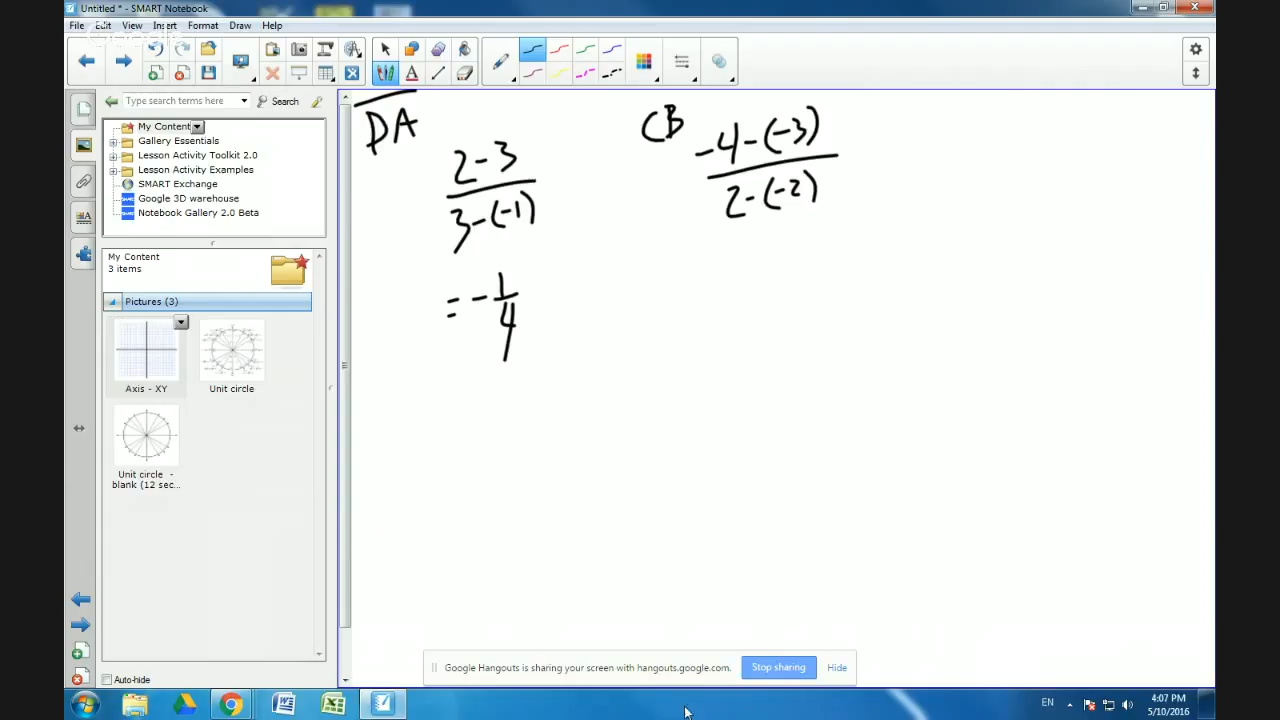 Untitled * - SMART Notebook
File Edit View Insert Format Draw Help
Type search terms here Search
My Content
Gallery Essentials
Lesson Activity Toolkit 2.0
Lesson Activity Examples
SMART Exchange
Google 3D warehouse
Notebook Gallery 2.0 Beta
My Content
3 items
Pictures (3)
Axis - XY
Unit circle
Unit circle -
blank (12 sec...
Auto-hide
DA
2-3
3-(-1)
= -1/4
CB
-4-(-3)
2-(-2)
Google Hangouts is sharing your screen with hangouts.google.com. Stop sharing Hide
EN
4:07 PM
5/10/2016